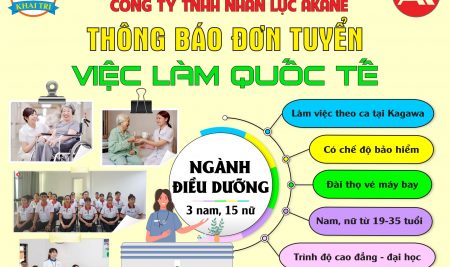 KHAI TRÍ
CÔNG TY TNHH NHÂN LỰC AKANE
THÔNG BÁO ĐƠN TUYỂN
VIỆC LÀM QUỐC TẾ
NGÀNH
ĐIỀU DƯỠNG
3 nam, 15 nữ
Làm việc theo ca tại Kagawa
Có chế độ bảo hiểm
Đài thọ vé máy bay
Nam, nữ từ 19-35 tuổi
Trình độ cao đẳng - đại học